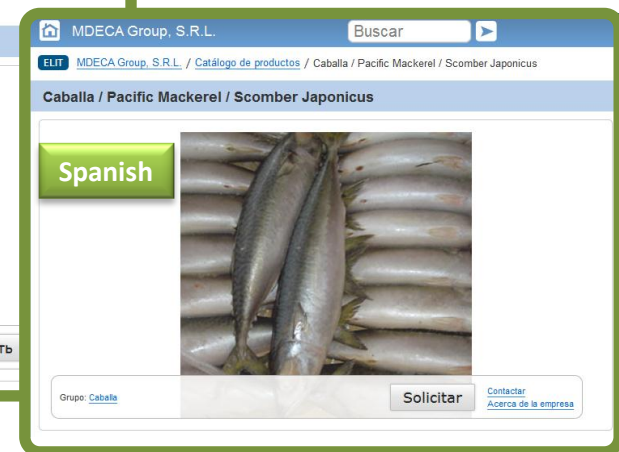 MDECA Group, S.R.L. Buscar
ELIT MDECA Group, S.R.L. / Catálogo de productos / Caballa / Pacific Mackerel / Scomber Japonicus
Caballa / Pacific Mackerel / Scomber Japonicus
Spanish
ть
Grupo: Caballa
Solicitar
Contactar
Acerca de la empresa